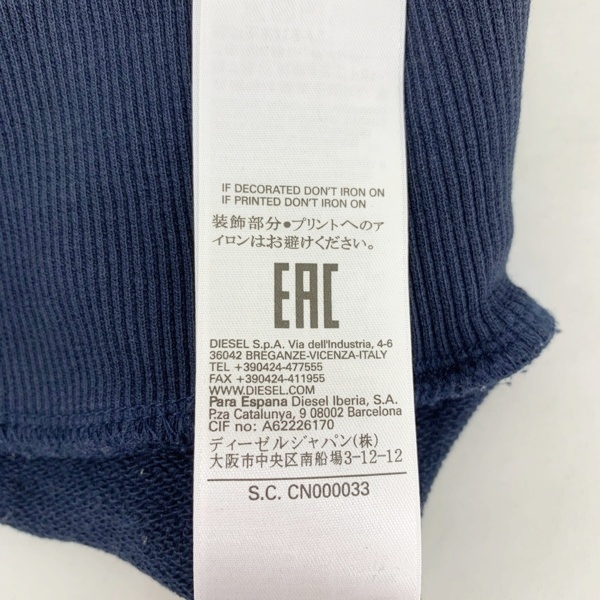 IF DECORATED DON'T IRON ON
IF PRINTED DON'T IRON ON
装飾部分●プリントへのア
イロンはお避けください。
EAC
DIESEL S.p.A. Via dell'Industria, 4-6
36042 BREGANZE-VICENZA-ITALY
TEL +390424-477555
FAX +390424-411955
WWW.DIESEL.COM
Para Espana Diesel Iberia, S.A.
P.za Catalunya, 9 08002 Barcelona
CIF no: A62226170
ディーゼルジャパン(株)
大阪市中央区南船場3-12-12
S.C. CN000033